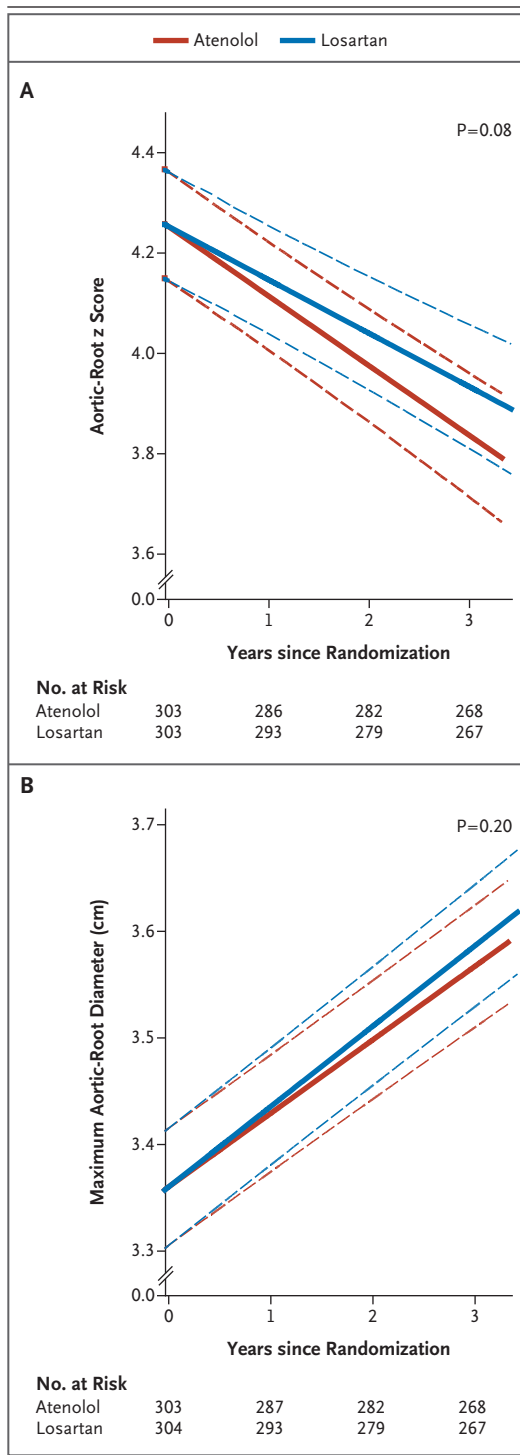 Atenolol Losartan
A
P=0.08
4.4
4.2
4.0
3.8
3.6
0.0
Aortic-Root z Score
0 1 2 3
Years since Randomization
No. at Risk
Atenolol 303 286 282 268
Losartan 303 293 279 267
B
P=0.20
3.7
3.6
3.5
3.4
3.3
0.0
Maximum Aortic-Root Diameter (cm)
0 1 2 3
Years since Randomization
No. at Risk
Atenolol 303 287 282 268
Losartan 304 293 279 267